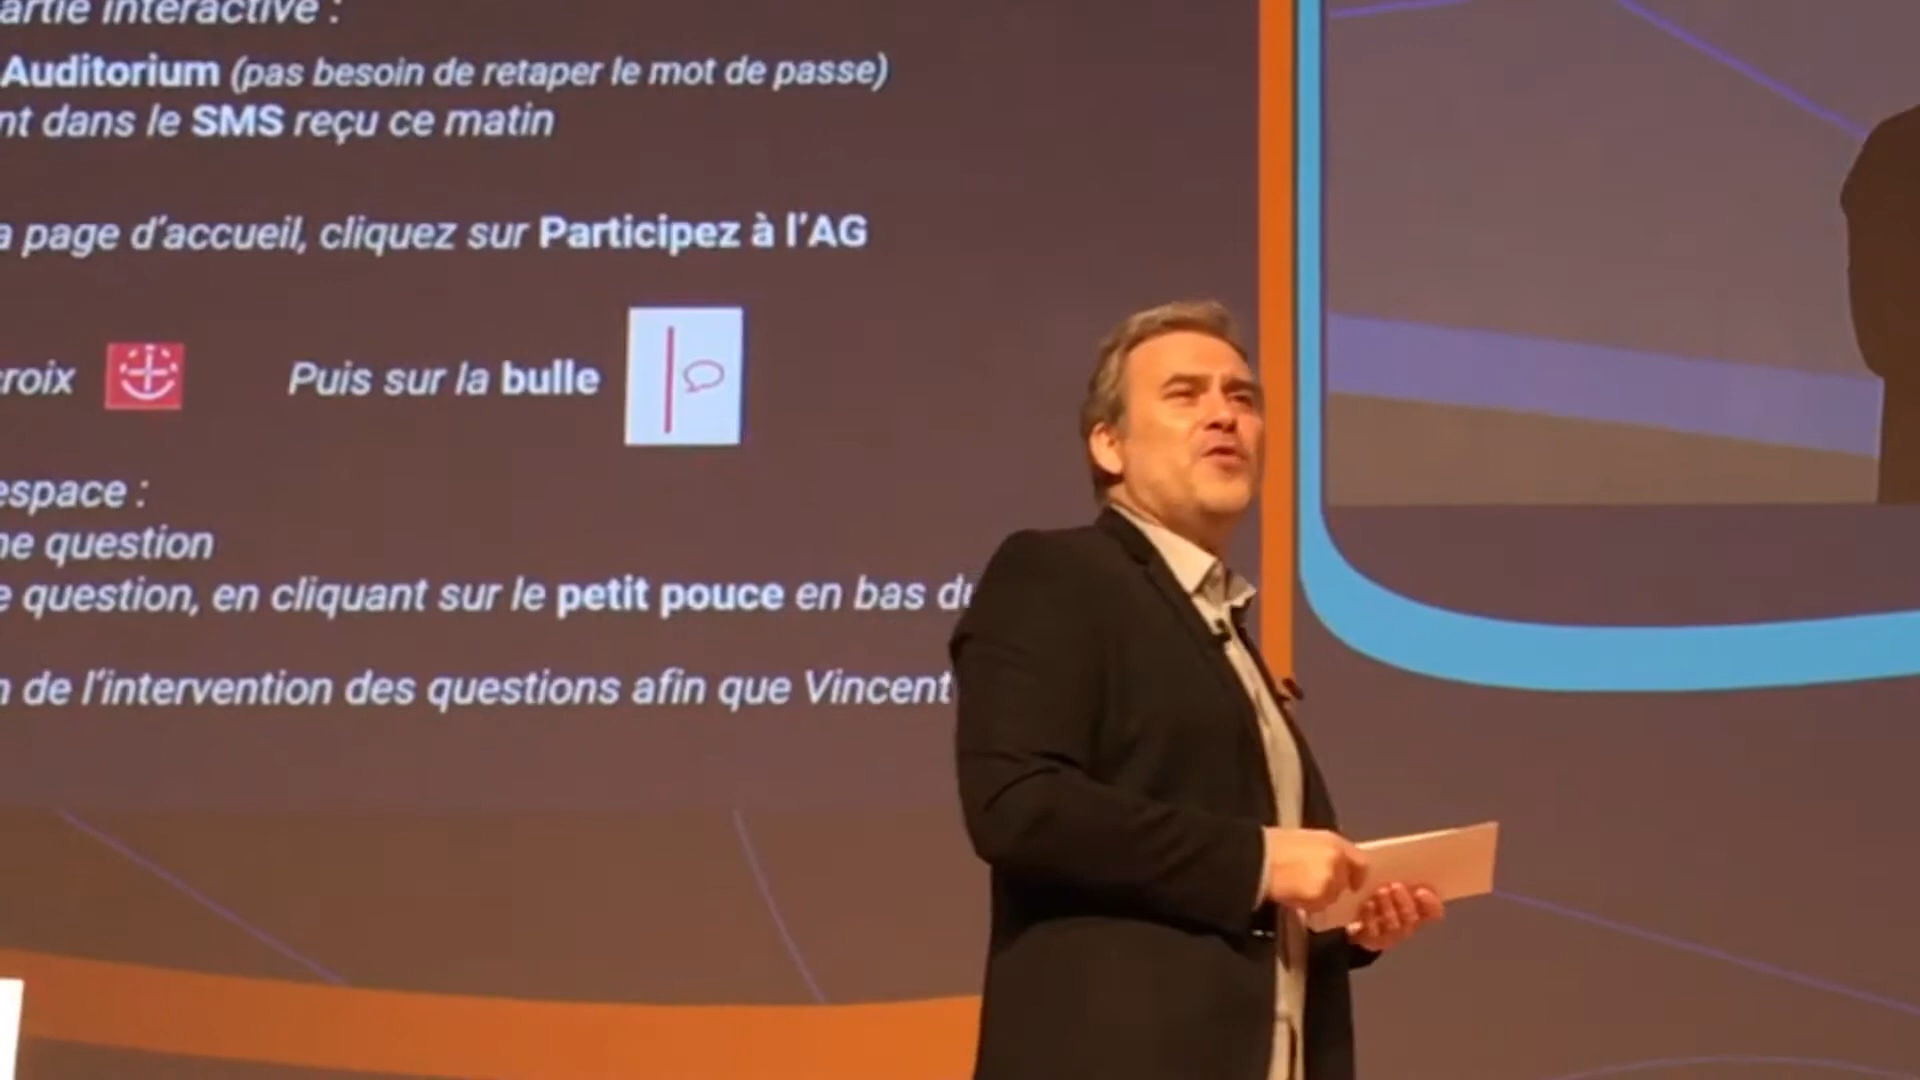 artie interactive :
Auditorium (pas besoin de retaper le mot de passe)
nt dans le SMS reçu ce matin
a page d'accueil, cliquez sur Participez à l'AG
roix Puis sur la bulle
espace :
ne question
e question, en cliquant sur le petit pouce en bas du
n de l'intervention des questions afin que Vincent